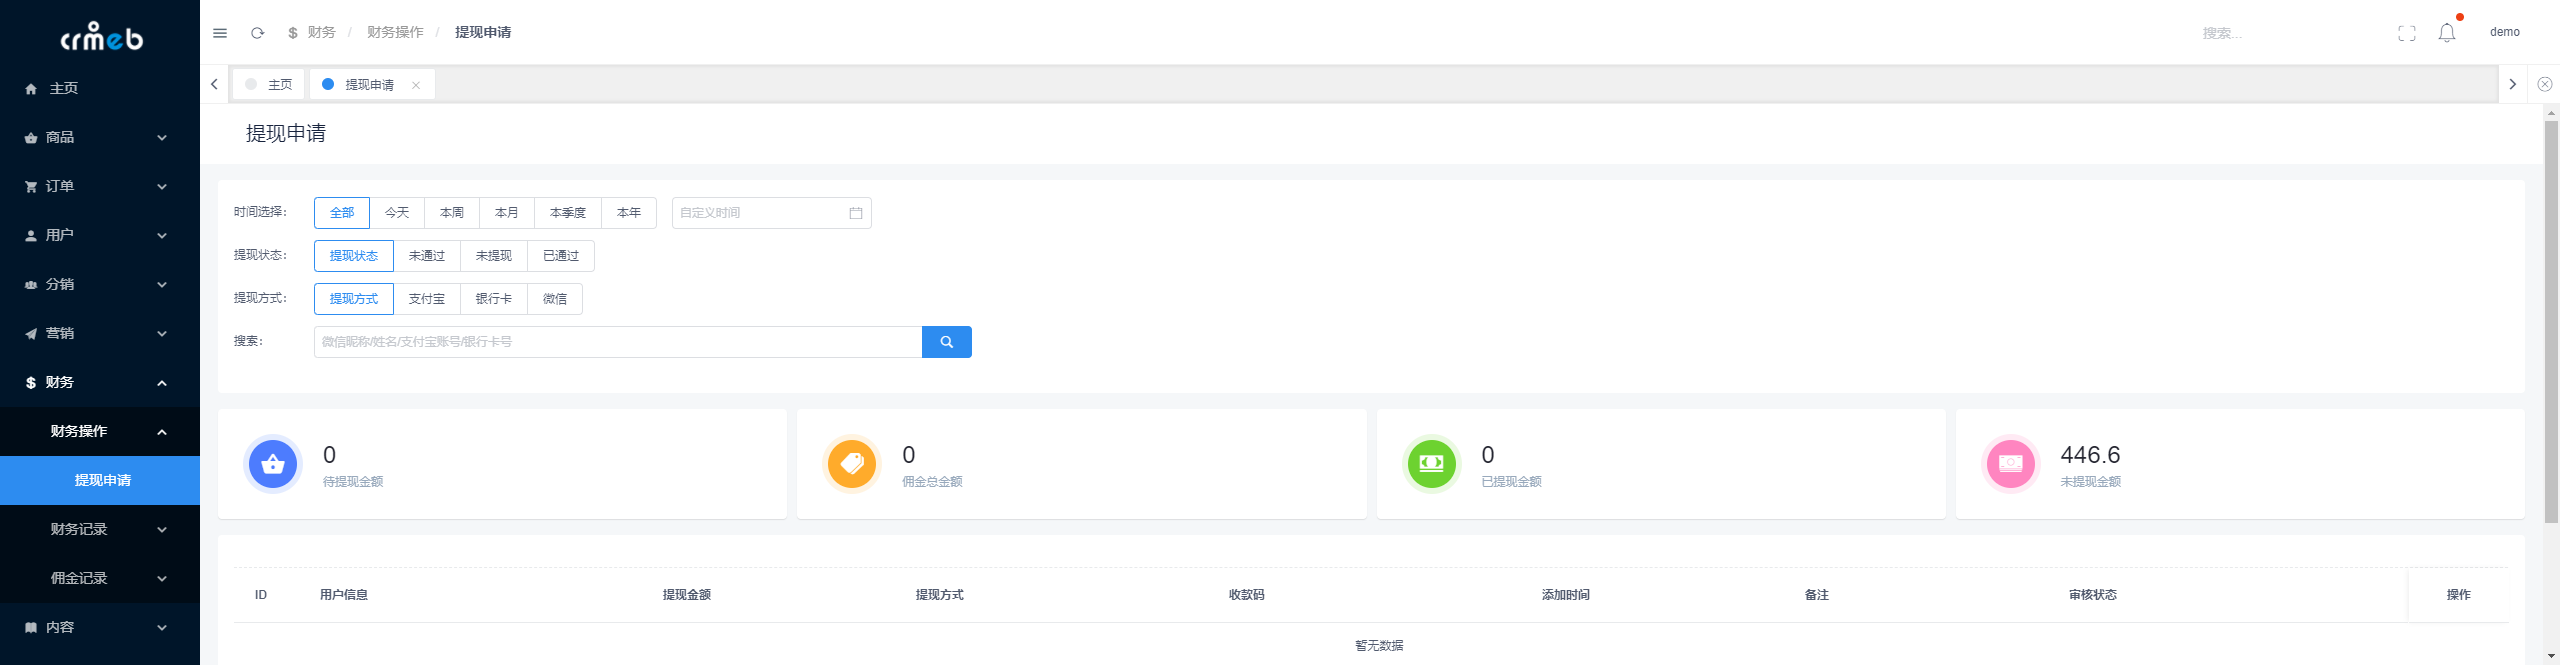 crmeb
主页
商品
订单
用户
分销
营销
$ 财务
财务操作
提现申请
财务记录
佣金记录
内容
$ 财务 / 财务操作 / 提现申请
搜索...
demo
主页
提现申请
提现申请
时间选择: 全部 今天 本周 本月 本季度 本年 自定义时间
提现状态: 提现状态 未通过 未提现 已通过
提现方式: 提现方式 支付宝 银行卡 微信
搜索: 微信昵称/姓名/支付宝账号/银行卡号
0
待提现金额
0
佣金总金额
0
已提现金额
446.6
未提现金额
ID 用户信息 提现金额 提现方式 收款码 添加时间 备注 审核状态 操作
暂无数据